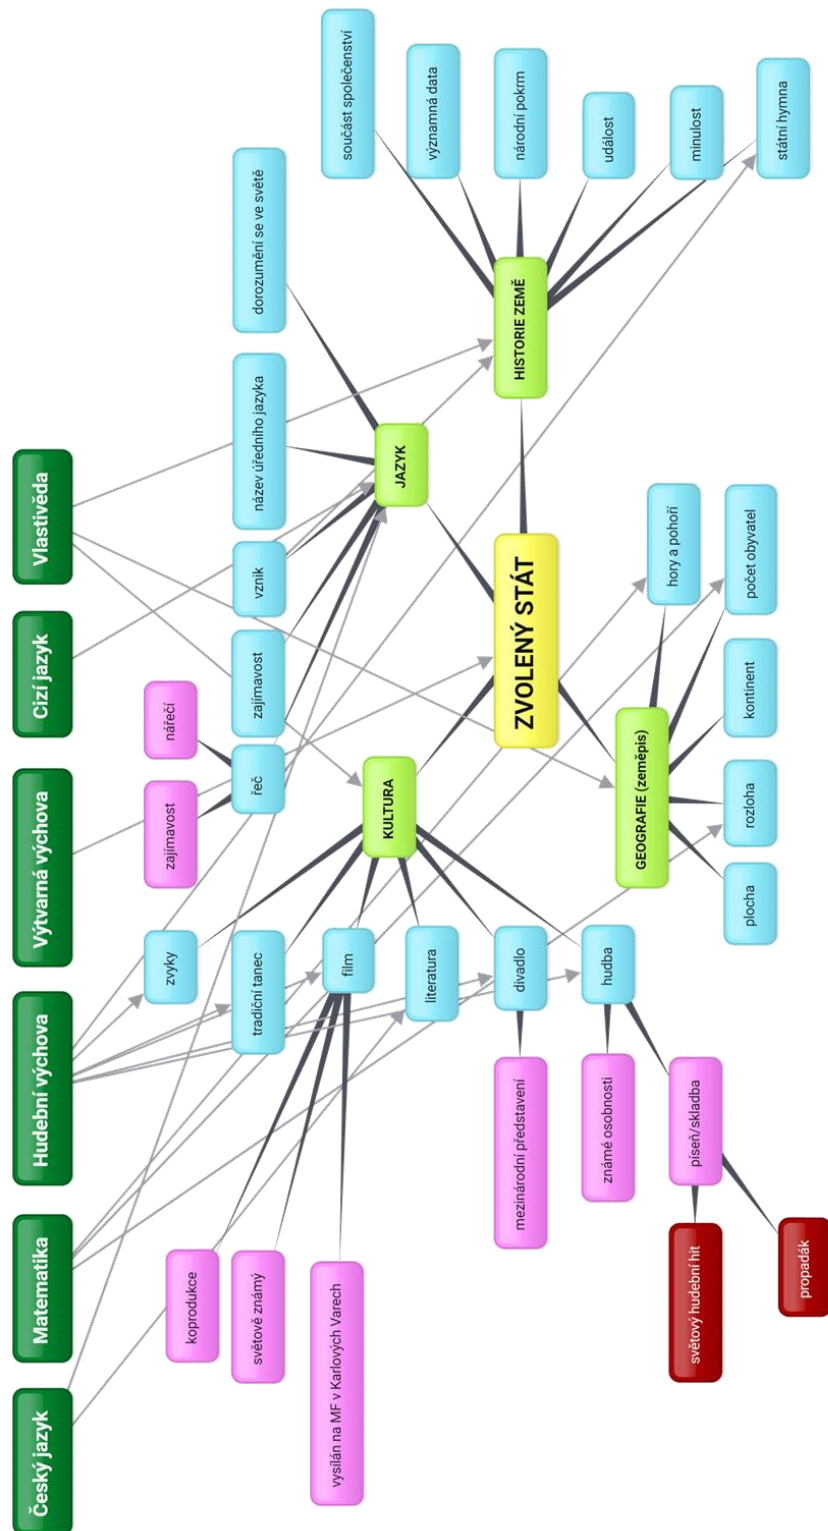 Český jazyk
Matematika
Hudební výchova
Výtvarná výchova
Cizí jazyk
Vlastivěda
zajímavost
nářečí
koprodukce
zvyky
světově známý
tradiční tanec
řeč
zajímavost
vznik
název úředního jazyka
dorozumění se ve světě
vysílán na MF v Karlových Varech
film
KULTURA
JAZYK
součást společenství
literatura
významná data
mezinárodní představení
divadlo
ZVOLENÝ STÁT
HISTORIE ZEMĚ
národní pokrm
známé osobnosti
hudba
událost
GEOGRAFIE (zeměpis)
hory a pohoří
minulost
světový hudební hit
píseň/skladba
plocha
rozloha
kontinent
počet obyvatel
státní hymna
propadák